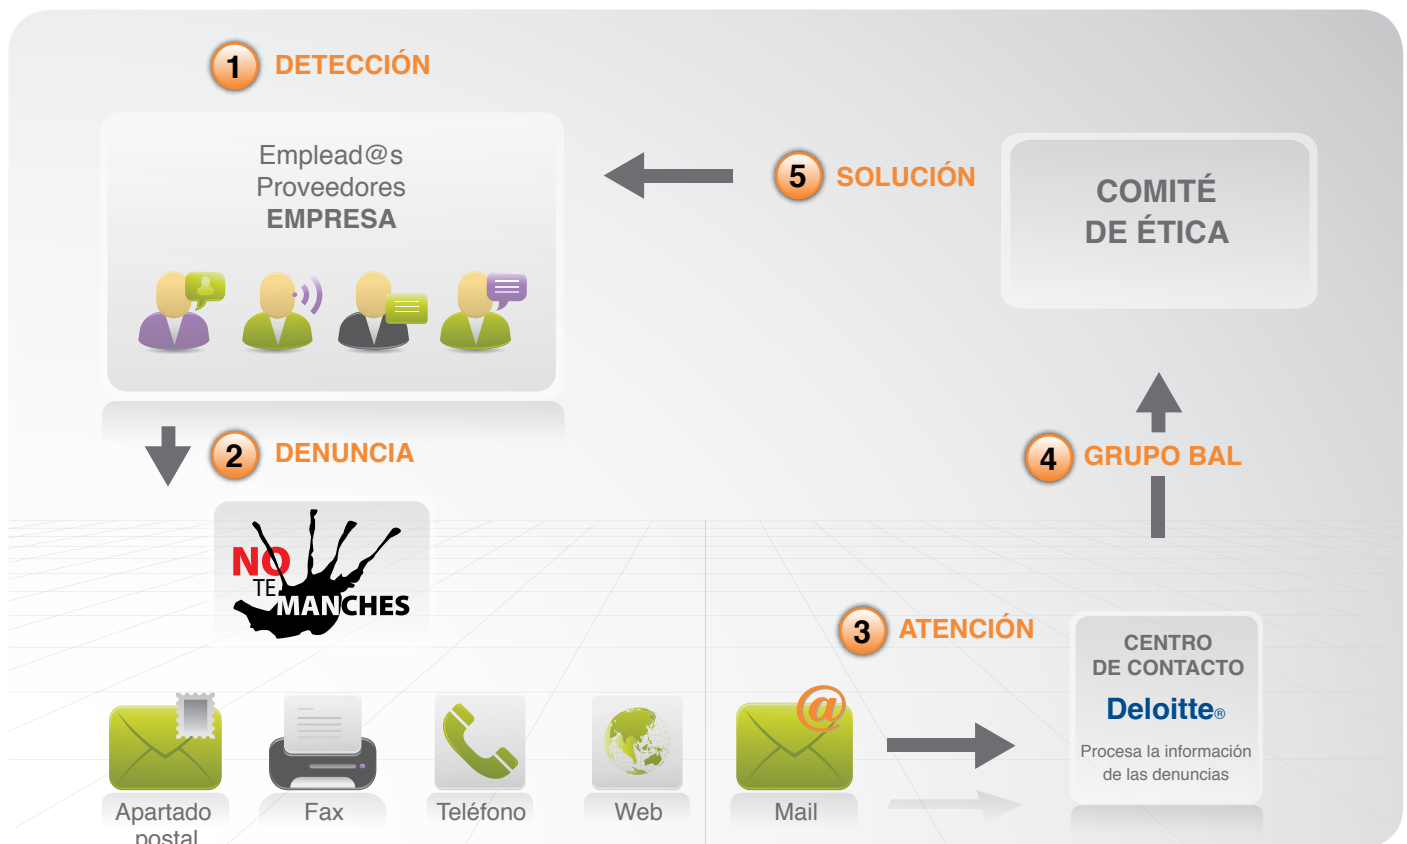 1 DETECCIÓN
Emplead@s
Proveedores
EMPRESA
5 SOLUCIÓN
COMITÉ
DE ÉTICA
2 DENUNCIA
NO
TE
MANCHES
4 GRUPO BAL
3 ATENCIÓN
CENTRO
DE CONTACTO
Deloitte®
Procesa la información
de las denuncias
@
Apartado
postal
Fax
Teléfono
Web
Mail